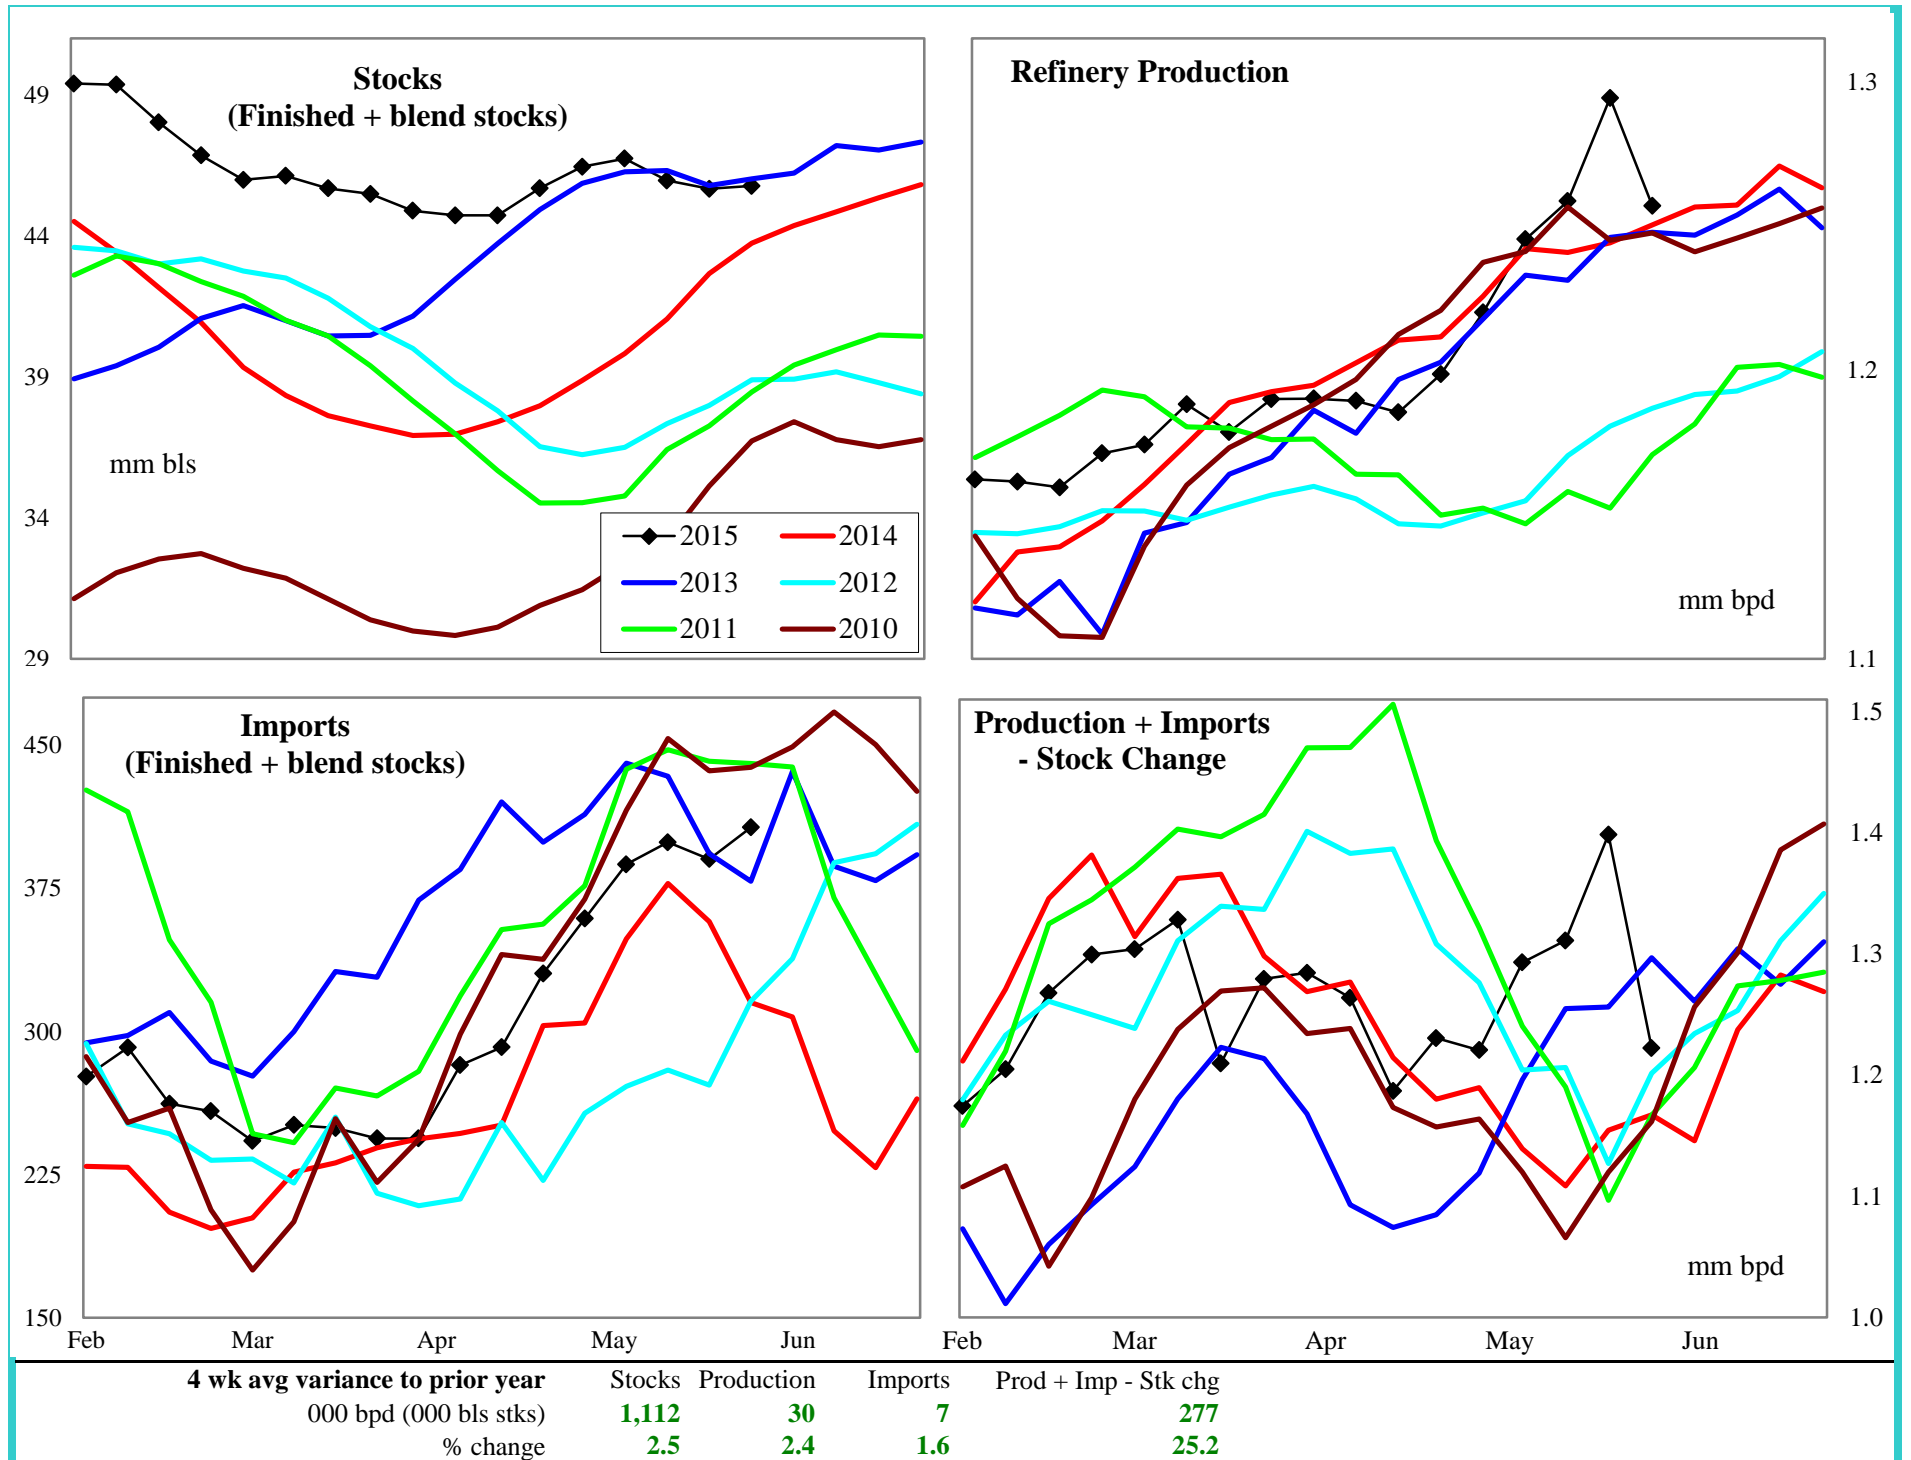 Stocks
(Finished + blend stocks)
49
44
39
34
29
mm bls
2015
2014
2013
2012
2011
2010
Refinery Production
1.3
1.2
1.1
mm bpd
Imports
(Finished + blend stocks)
450
375
300
225
150
Feb Mar Apr May Jun
Production + Imports
- Stock Change
1.5
1.4
1.3
1.2
1.1
1.0
mm bpd
Feb Mar Apr May Jun
4 wk avg variance to prior year Stocks Production Imports Prod + Imp - Stk chg
000 bpd (000 bls stks) 1,112 30 7 277
% change 2.5 2.4 1.6 25.2